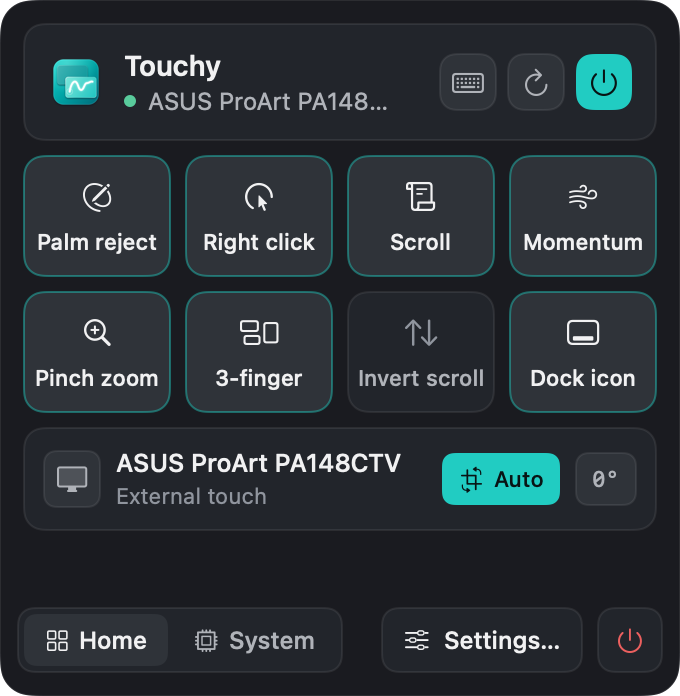 Touchy
ASUS ProArt PA148...
Palm reject
Right click
Scroll
Momentum
Pinch zoom
3-finger
Invert scroll
Dock icon
ASUS ProArt PA148CTV
External touch
Auto
0°
Home
System
Settings...